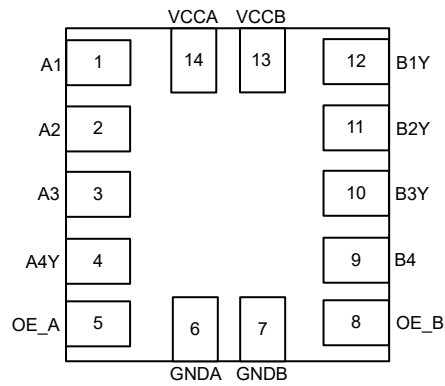 VCCA VCCB
A1 1 14 13 12 B1Y
A2 2 11 B2Y
A3 3 10 B3Y
A4Y 4 9 B4
OE_A 5 6 7 8 OE_B
GNDA GNDB